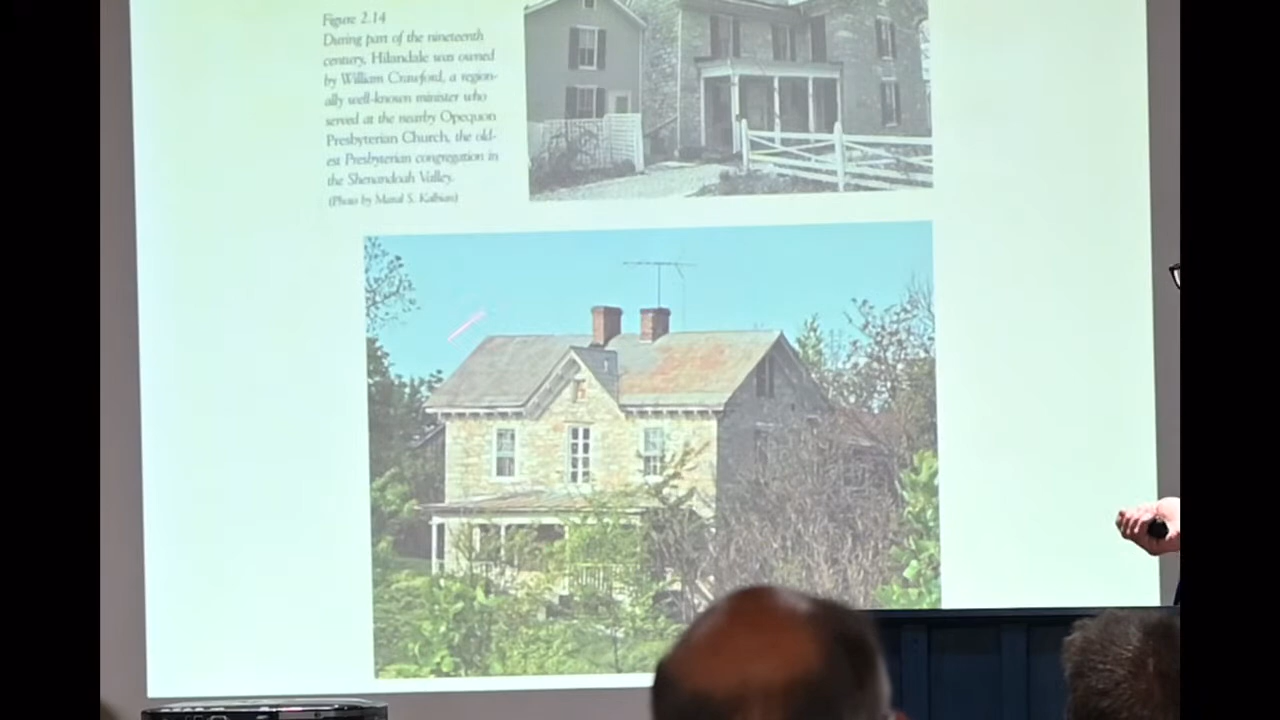 Figure 2.14
During part of the nineteenth
century, Hilandale was owned
by William Crawford, a region-
ally well-known minister who
served at the nearby Opequon
Presbyterian Church, the old-
est Presbyterian congregation in
the Shenandoah Valley.
(Photo by Maral S. Kalbian)